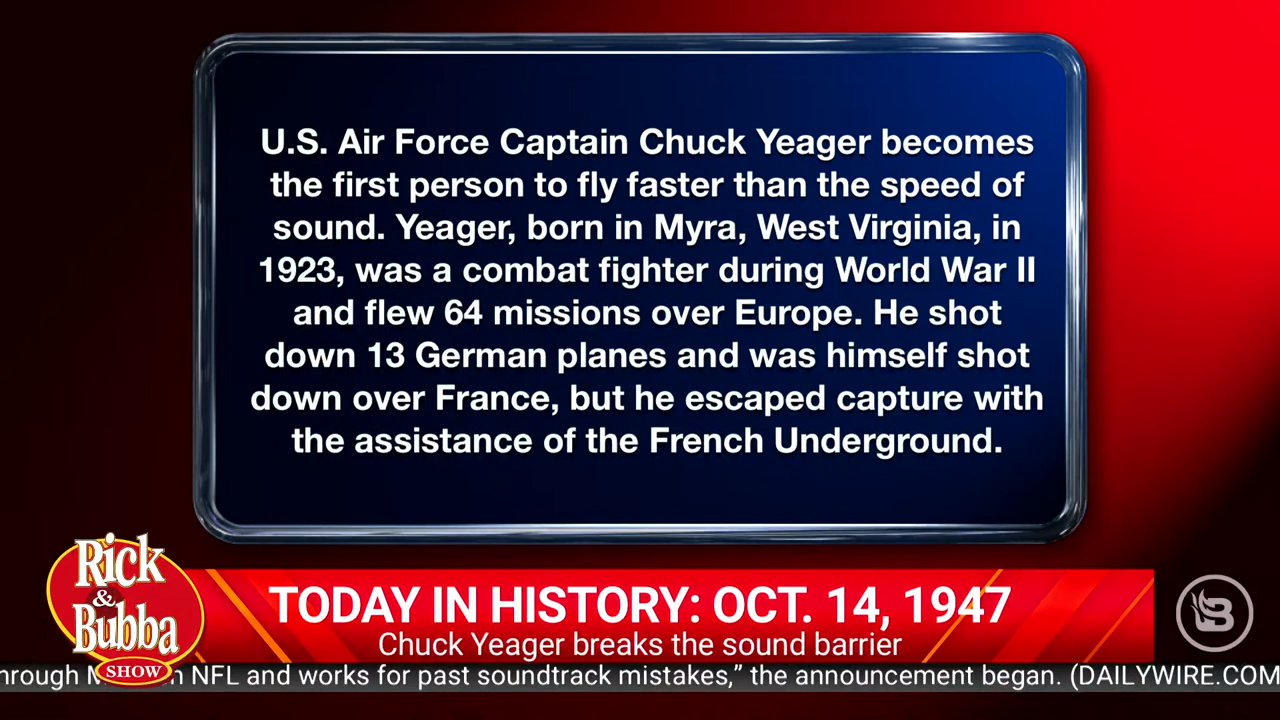 U.S. Air Force Captain Chuck Yeager becomes
the first person to fly faster than the speed of
sound. Yeager, born in Myra, West Virginia, in
1923, was a combat fighter during World War II
and flew 64 missions over Europe. He shot
down 13 German planes and was himself shot
down over France, but he escaped capture with
the assistance of the French Underground.
Rick
&
Bubba
SHOW
TODAY IN HISTORY: OCT. 14, 1947
Chuck Yeager breaks the sound barrier
B
NFL and works for past soundtrack mistakes,” the announcement began. (DAILYWIRE.COM